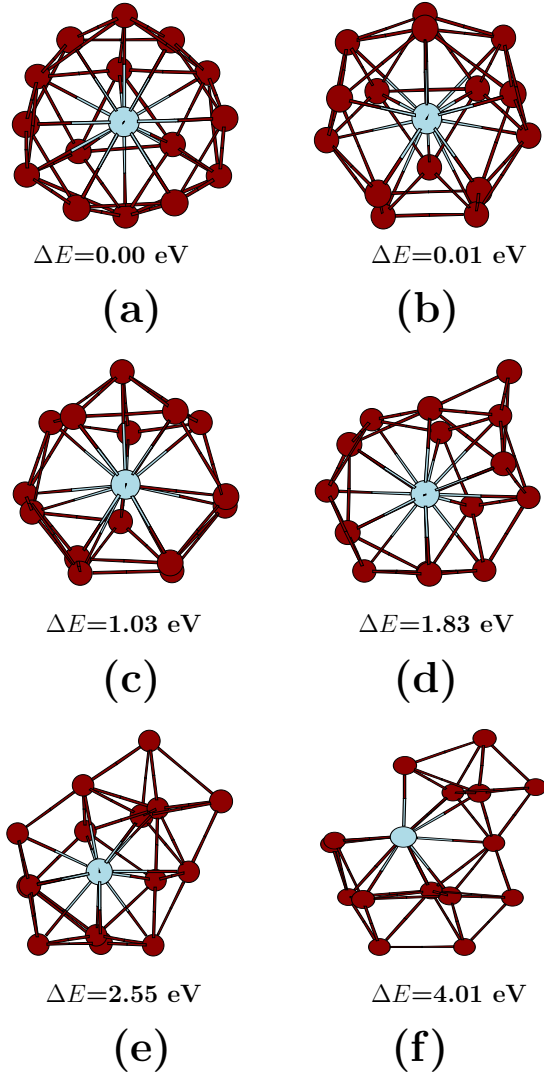 ΔE=0.00 eV ΔE=0.01 eV
(a) (b)
ΔE=1.03 eV ΔE=1.83 eV
(c) (d)
ΔE=2.55 eV ΔE=4.01 eV
(e) (f)